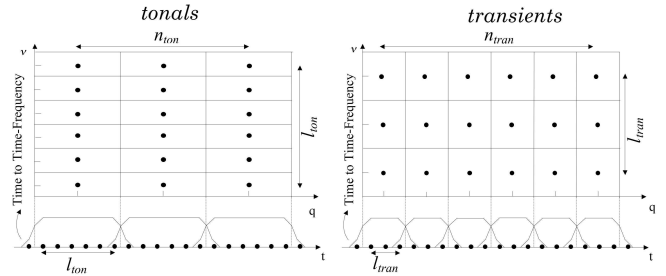 tonals
n_ton
ν
Time to Time-Frequency
l_ton
q
l_ton
t
transients
n_tran
ν
Time to Time-Frequency
l_tran
q
l_tran
t